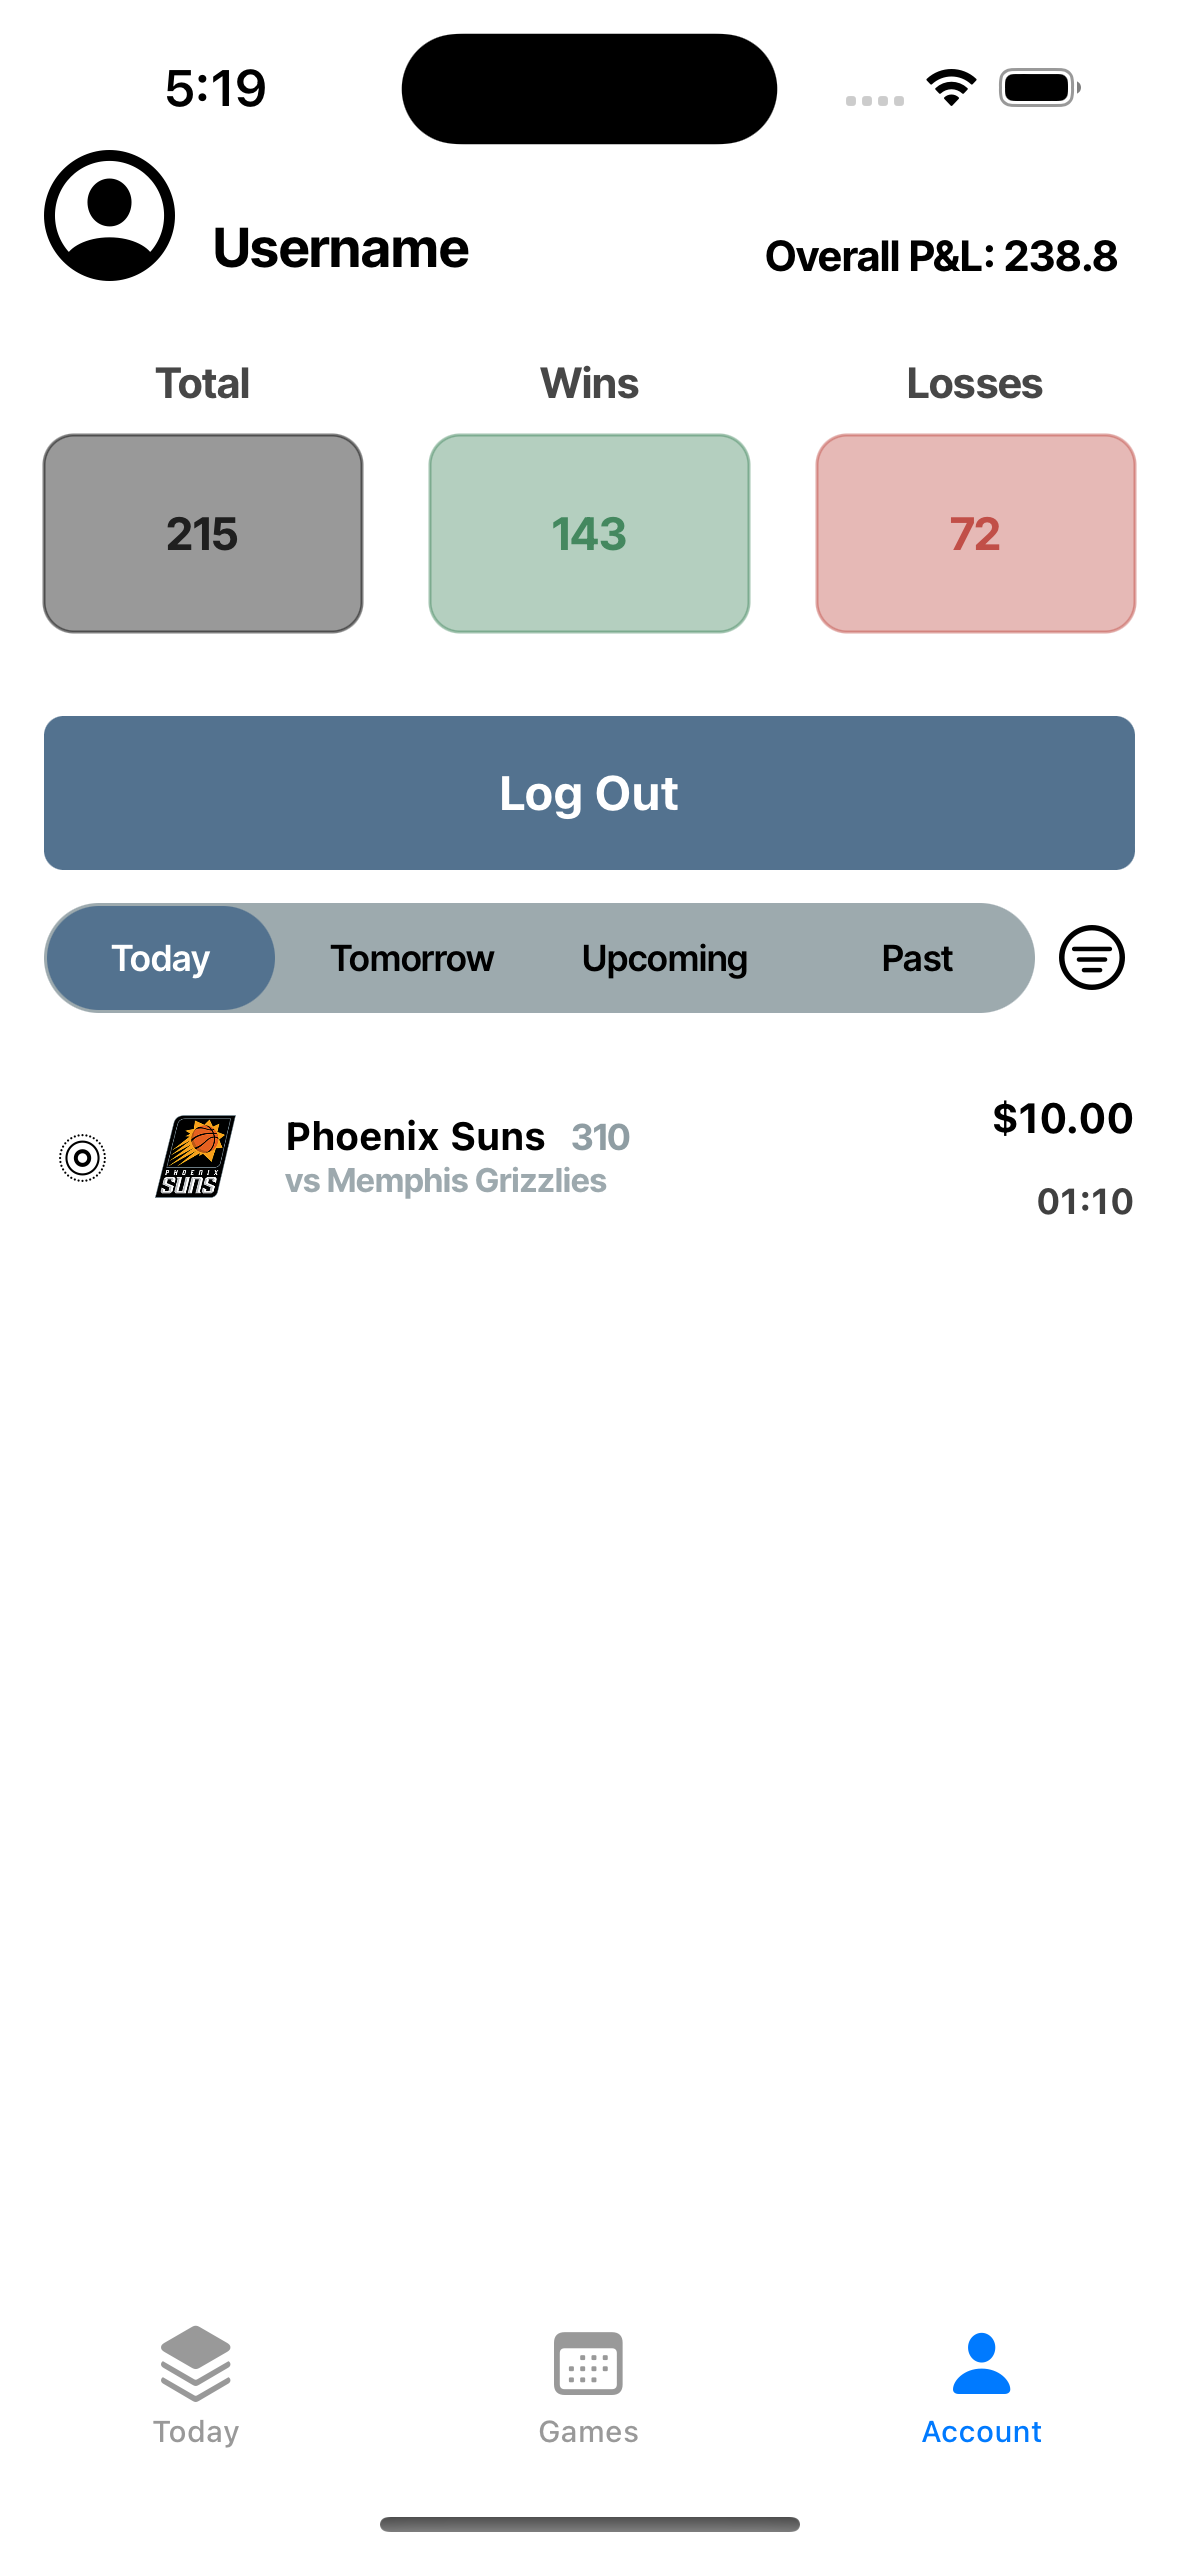 5:19
Username
Overall P&L: 238.8
Total
Wins
Losses
215
143
72
Log Out
Today
Tomorrow
Upcoming
Past
PHOENIX
SUNS
Phoenix Suns 310
vs Memphis Grizzlies
$10.00
01:10
Today
Games
Account